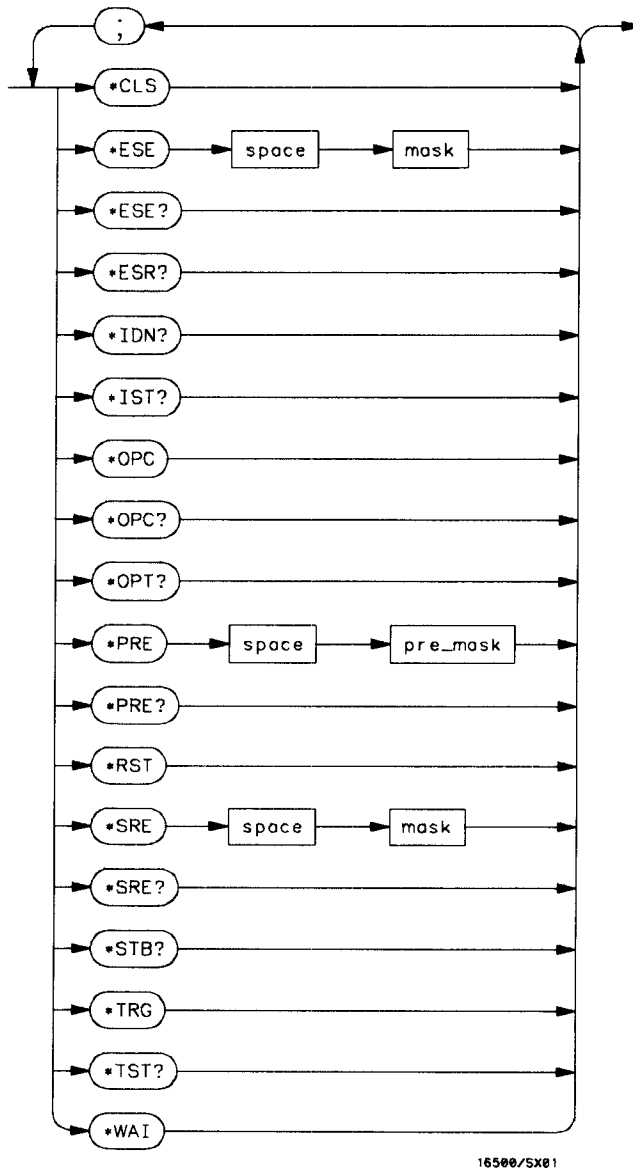 ;
*CLS
*ESE space mask
*ESE?
*ESR?
*IDN?
*IST?
*OPC
*OPC?
*OPT?
*PRE space pre_mask
*PRE?
*RST
*SRE space mask
*SRE?
*STB?
*TRG
*TST?
*WAI
16500/SX01